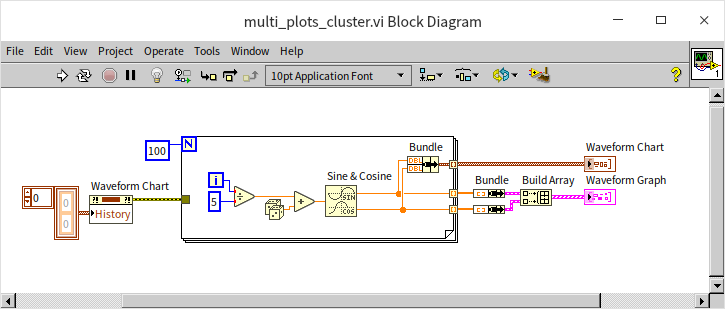 multi_plots_cluster.vi Block Diagram
File Edit View Project Operate Tools Window Help
10pt Application Font
?
1
100
N
Bundle
Waveform Chart
DBL
DBL
Sine & Cosine
Bundle
Build Array
Waveform Graph
i
5
SIN
COS
Waveform Chart
0
0
0
History